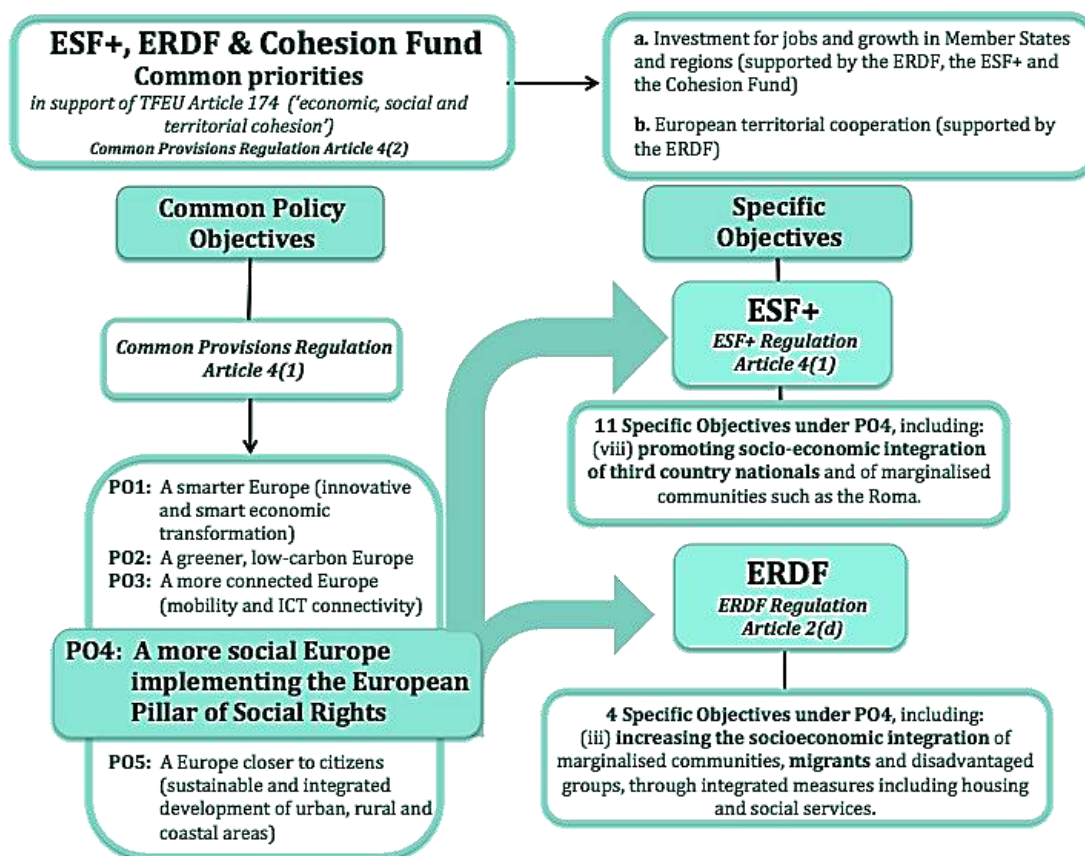 ESF+, ERDF & Cohesion Fund
Common priorities
in support of TFEU Article 174 ('economic, social and
territorial cohesion')
Common Provisions Regulation Article 4(2)
a. Investment for jobs and growth in Member States
and regions (supported by the ERDF, the ESF+ and
the Cohesion Fund)
b. European territorial cooperation (supported by
the ERDF)
Common Policy
Objectives
Common Provisions Regulation
Article 4(1)
PO1: A smarter Europe (innovative
and smart economic
transformation)
PO2: A greener, low-carbon Europe
PO3: A more connected Europe
(mobility and ICT connectivity)
PO4: A more social Europe
implementing the European
Pillar of Social Rights
PO5: A Europe closer to citizens
(sustainable and integrated
development of urban, rural and
coastal areas)
Specific
Objectives
ESF+
ESF+ Regulation
Article 4(1)
11 Specific Objectives under PO4, including:
(viii) promoting socio-economic integration
of third country nationals and of marginalised
communities such as the Roma.
ERDF
ERDF Regulation
Article 2(d)
4 Specific Objectives under PO4, including:
(iii) increasing the socioeconomic integration of
marginalised communities, migrants and disadvantaged
groups, through integrated measures including housing
and social services.